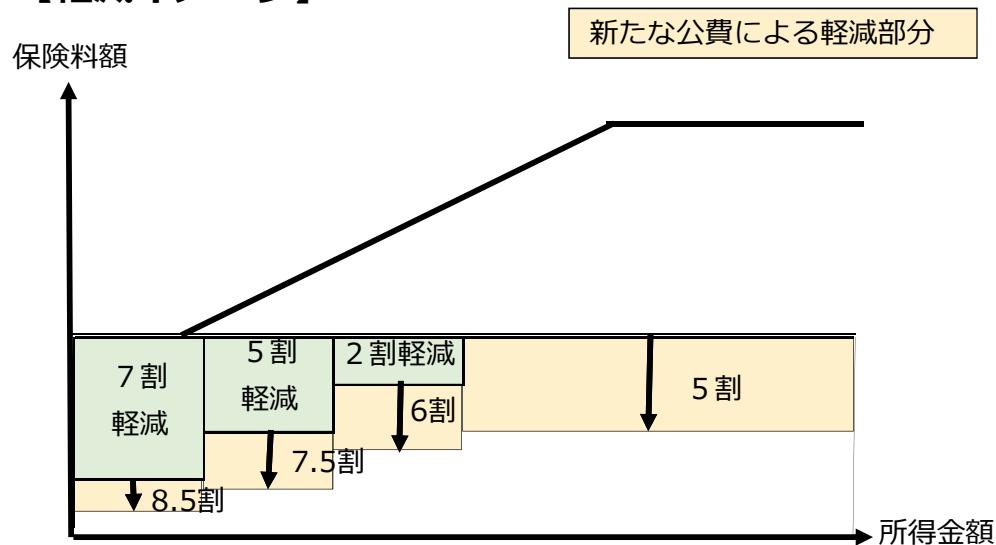 新たな公費による軽減部分
保険料額
7割
軽減
5割
軽減
2割軽減
5割
6割
7.5割
8.5割
所得金額